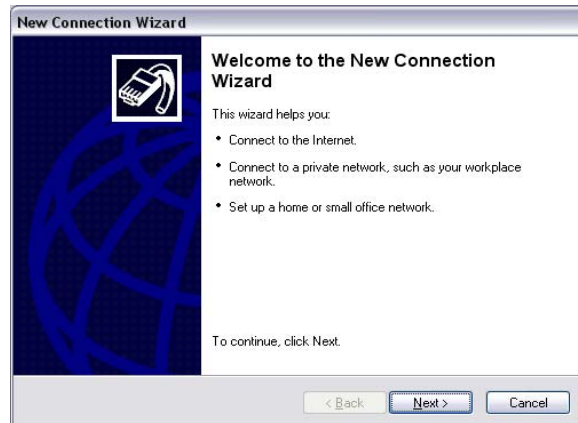 New Connection Wizard
Welcome to the New Connection
Wizard
This wizard helps you:
• Connect to the Internet.
• Connect to a private network, such as your workplace
network.
• Set up a home or small office network.
To continue, click Next.
< Back
Next >
Cancel